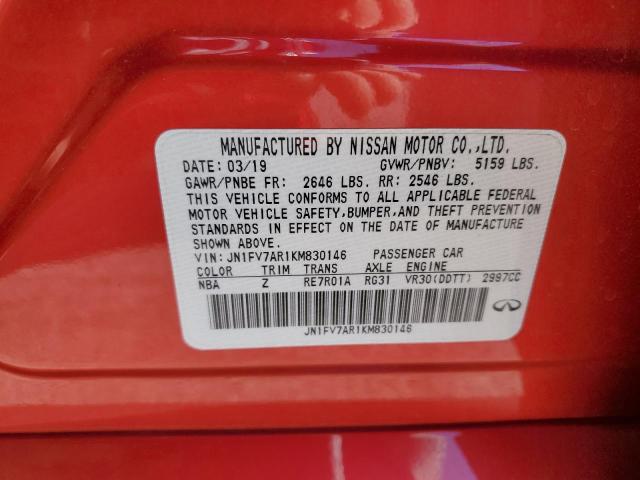 MANUFACTURED BY NISSAN MOTOR CO.,LTD.
DATE: 03/19 GVWR/PNBV: 5159 LBS.
GAWR/PNBE FR: 2646 LBS. RR: 2546 LBS.
THIS VEHICLE CONFORMS TO ALL APPLICABLE FEDERAL
MOTOR VEHICLE SAFETY,BUMPER,AND THEFT PREVENTION
STANDARDS IN EFFECT ON THE DATE OF MANUFACTURE
SHOWN ABOVE.
VIN: JN1FV7AR1KM830146 PASSENGER CAR
COLOR TRIM TRANS AXLE ENGINE
NBA Z RE7R01A RG31 VR30(DDTT) 2997CC
JN1FV7AR1KM830146